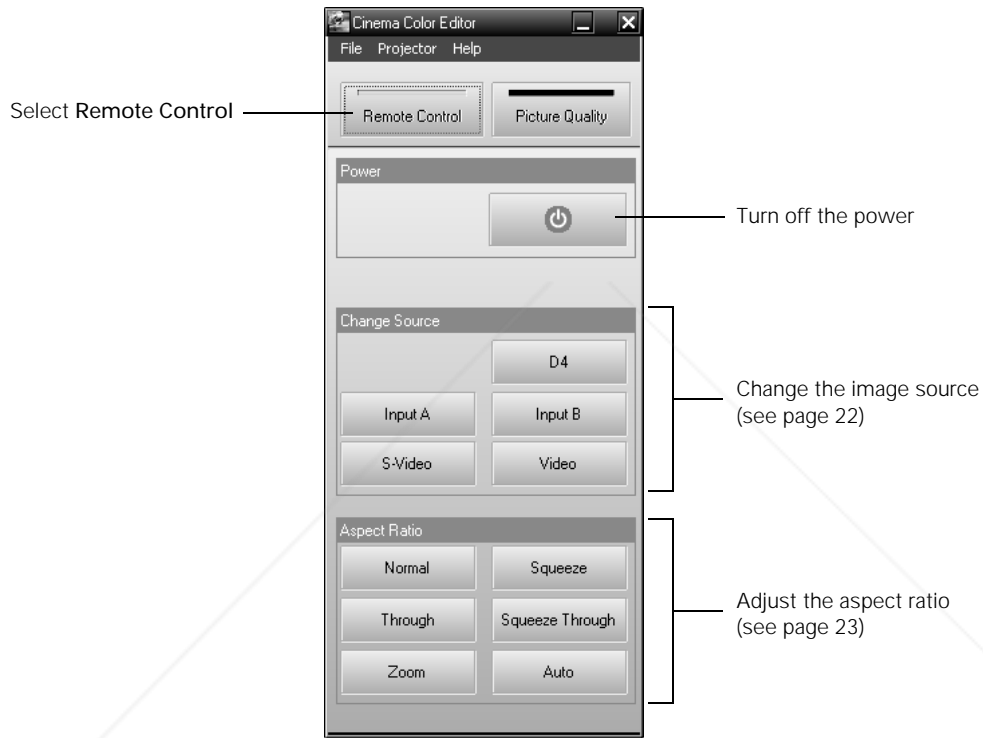 Cinema Color Editor
File Projector Help
Select Remote Control
Remote Control Picture Quality
Power
Turn off the power
Change Source
D4
Input A Input B
S-Video Video
Change the image source
(see page 22)
Aspect Ratio
Normal Squeeze
Through Squeeze Through
Zoom Auto
Adjust the aspect ratio
(see page 23)